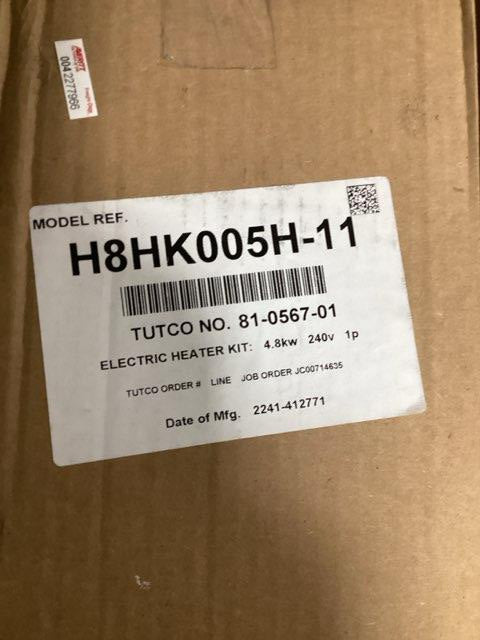 0042277966
MODEL REF.
H8HK005H-11
TUTCO NO. 81-0567-01
ELECTRIC HEATER KIT: 4.8kw 240v 1p
TUTCO ORDER # LINE JOB ORDER JC00714635
Date of Mfg. 2241-412771